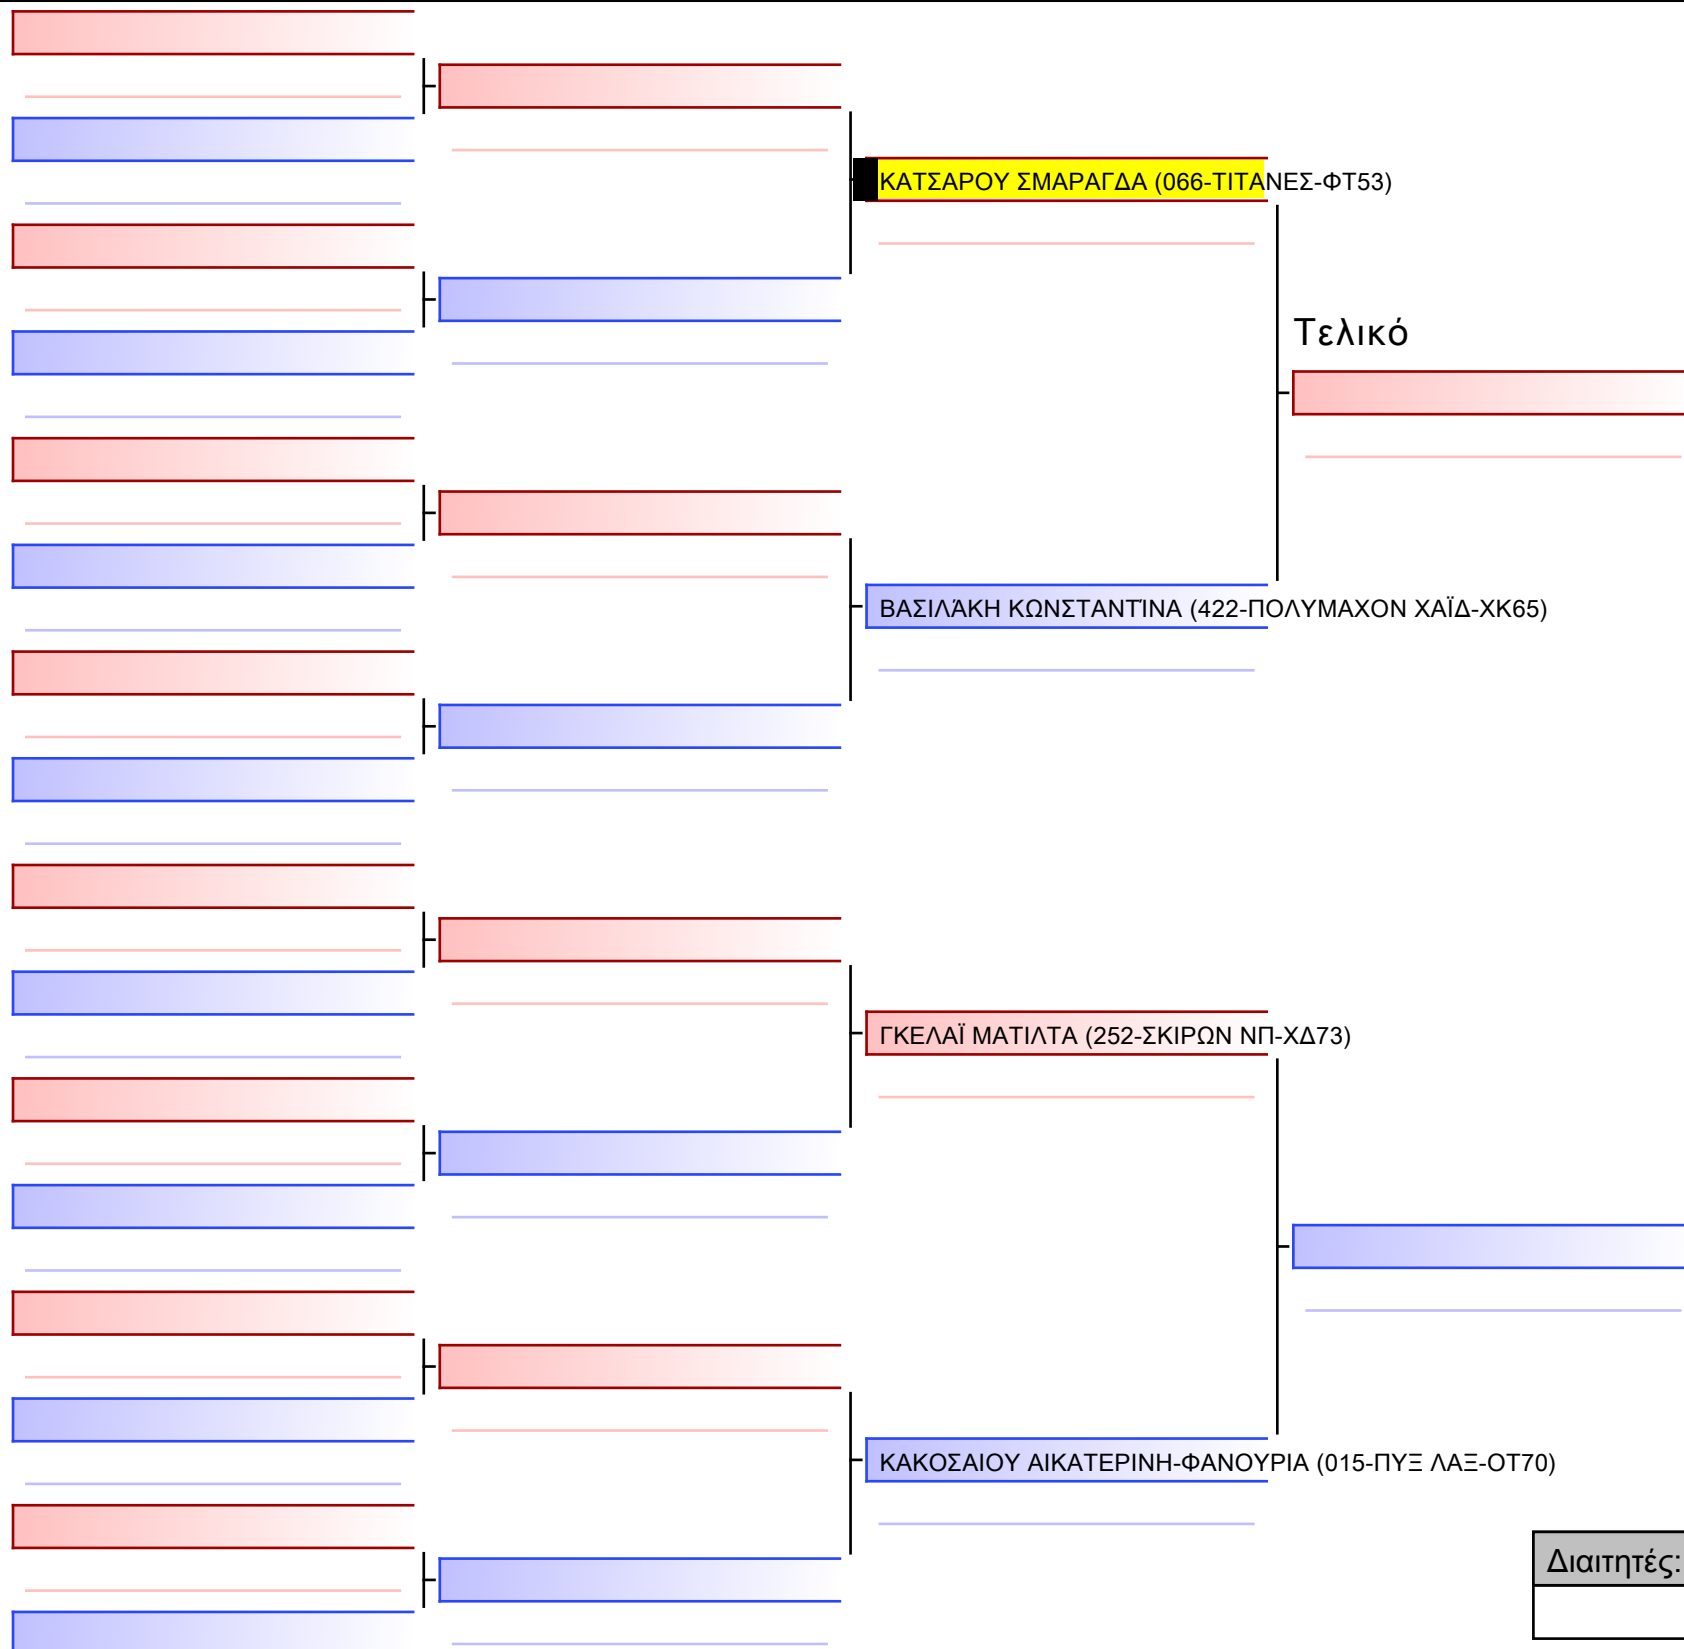 ΚΑΤΣΑΡΟΥ ΣΜΑΡΑΓΔΑ (066-ΤΙΤΑΝΕΣ-ΦΤ53)
Τελικό
ΒΑΣΙΛΆΚΗ ΚΩΝΣΤΑΝΤΊΝΑ (422-ΠΟΛΥΜΑΧΟΝ ΧΑΪΔ-ΧΚ65)
ΓΚΕΛΑΪ ΜΑΤΙΛΤΑ (252-ΣΚΙΡΩΝ ΝΠ-ΧΔ73)
ΚΑΚΟΣΑΙΟΥ ΑΙΚΑΤΕΡΙΝΗ-ΦΑΝΟΥΡΙΑ (015-ΠΥΞ ΛΑΞ-ΟΤ70)
Διαιτητές: